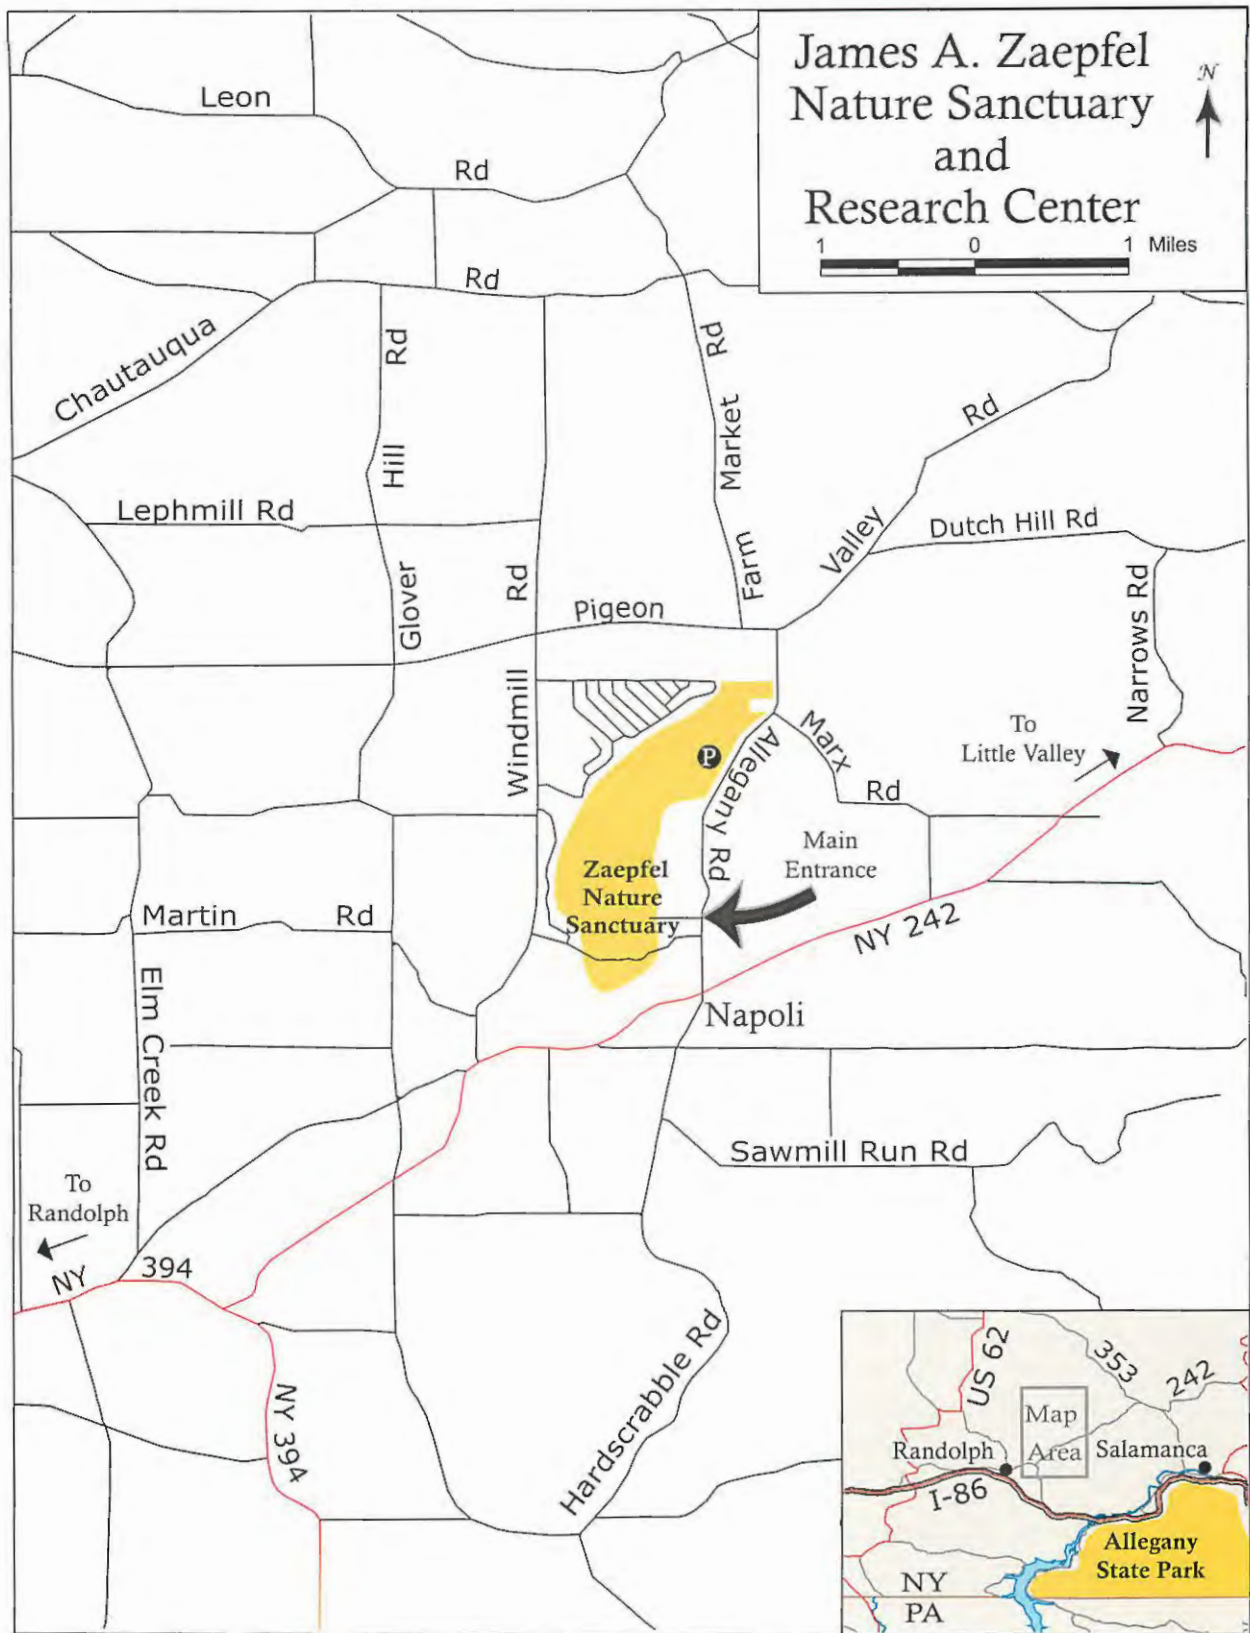 James A. Zaepfel
Nature Sanctuary
and
Research Center
N
1 0 1 Miles
Leon
Rd
Rd
Chautauqua
Rd
Hill
Glover
Lephmill Rd
Rd
Windmill
Rd
Market
Farm
Rd
Valley
Dutch Hill Rd
Pigeon
Narrows Rd
To
Little Valley
Marx
Rd
P
Allegany Rd
Main
Entrance
Zaepfel
Nature
Sanctuary
Martin Rd
NY 242
Napoli
Elm Creek Rd
Sawmill Run Rd
To
Randolph
NY 394
NY 394
Hardscrabble Rd
US 62
353
242
Map
Area
Randolph
Salamanca
I-86
Allegany
State Park
NY
PA